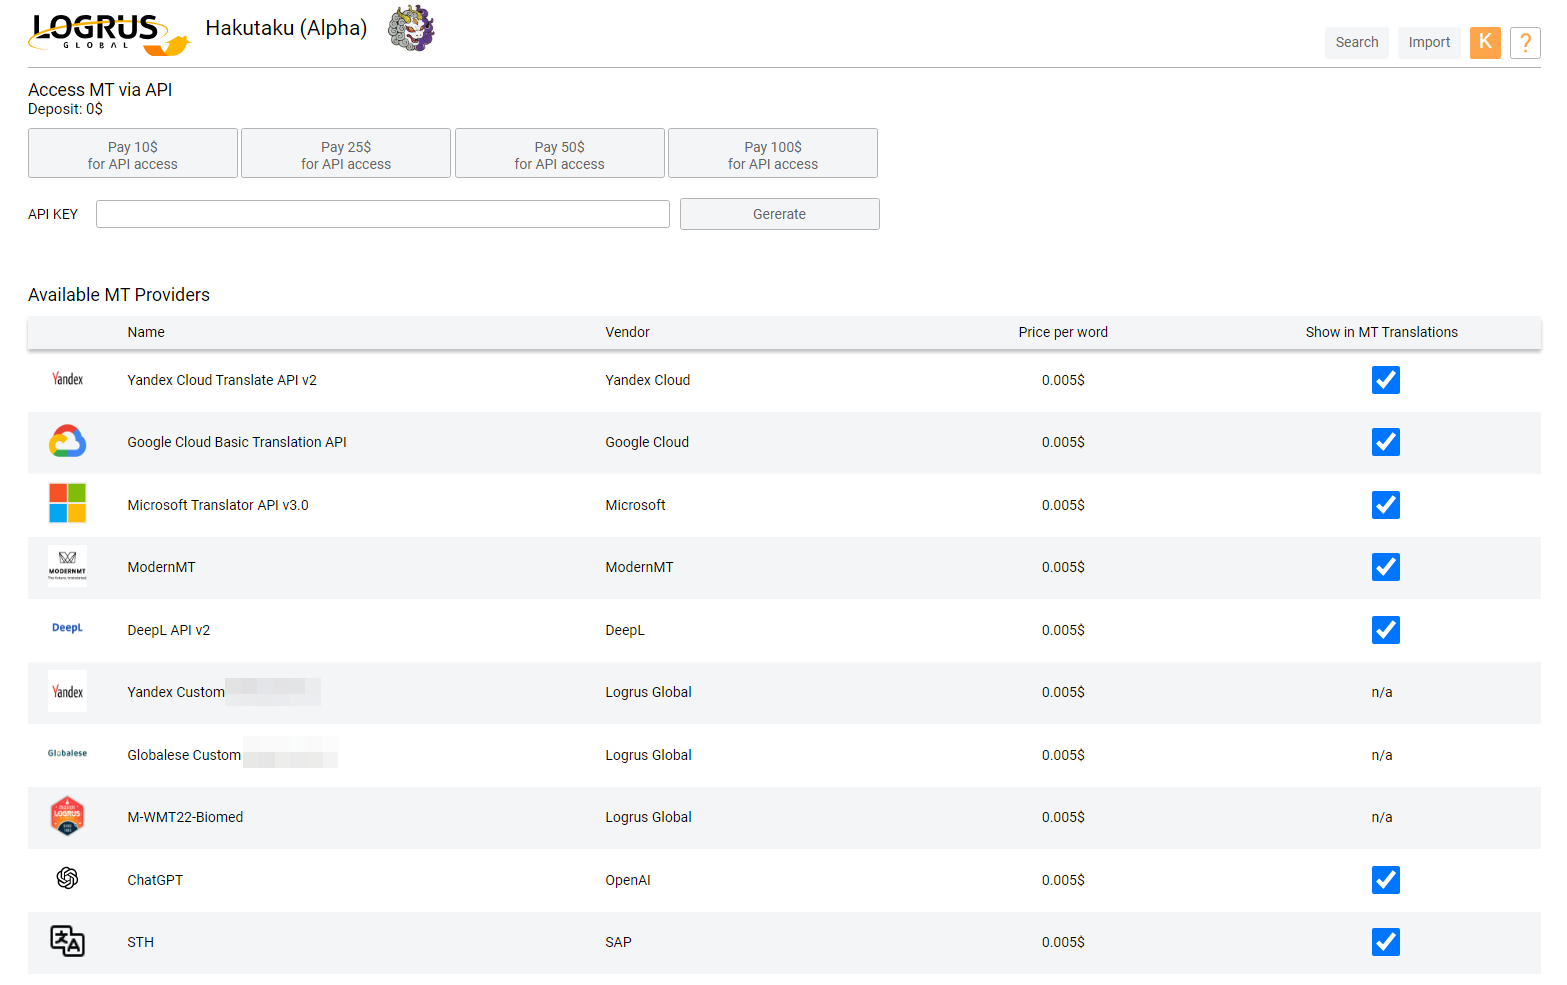 LOGRUS
GLOBAL
Hakutaku (Alpha)
Search
Import
K
?
Access MT via API
Deposit: 0$
Pay 10$
for API access
Pay 25$
for API access
Pay 50$
for API access
Pay 100$
for API access
API KEY
Gererate
Available MT Providers
Name Vendor Price per word Show in MT Translations
Yandex Yandex Cloud Translate API v2 Yandex Cloud 0.005$
Google Cloud Basic Translation API Google Cloud 0.005$
Microsoft Translator API v3.0 Microsoft 0.005$
MODERNMT
The future, translated.
ModernMT ModernMT 0.005$
DeepL DeepL API v2 DeepL 0.005$
Yandex Yandex Custom Logrus Global 0.005$ n/a
Globalese Globalese Custom Logrus Global 0.005$ n/a
LOGRUS M-WMT22-Biomed Logrus Global 0.005$ n/a
ChatGPT OpenAI 0.005$
文A STH SAP 0.005$